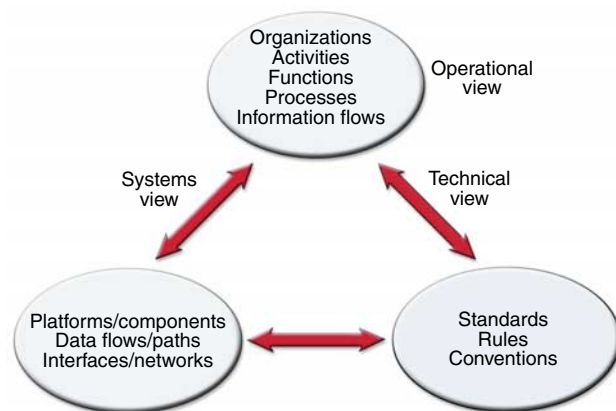 Organizations
Activities
Functions
Processes
Information flows
Operational
view
Systems
view
Technical
view
Platforms/components
Data flows/paths
Interfaces/networks
Standards
Rules
Conventions